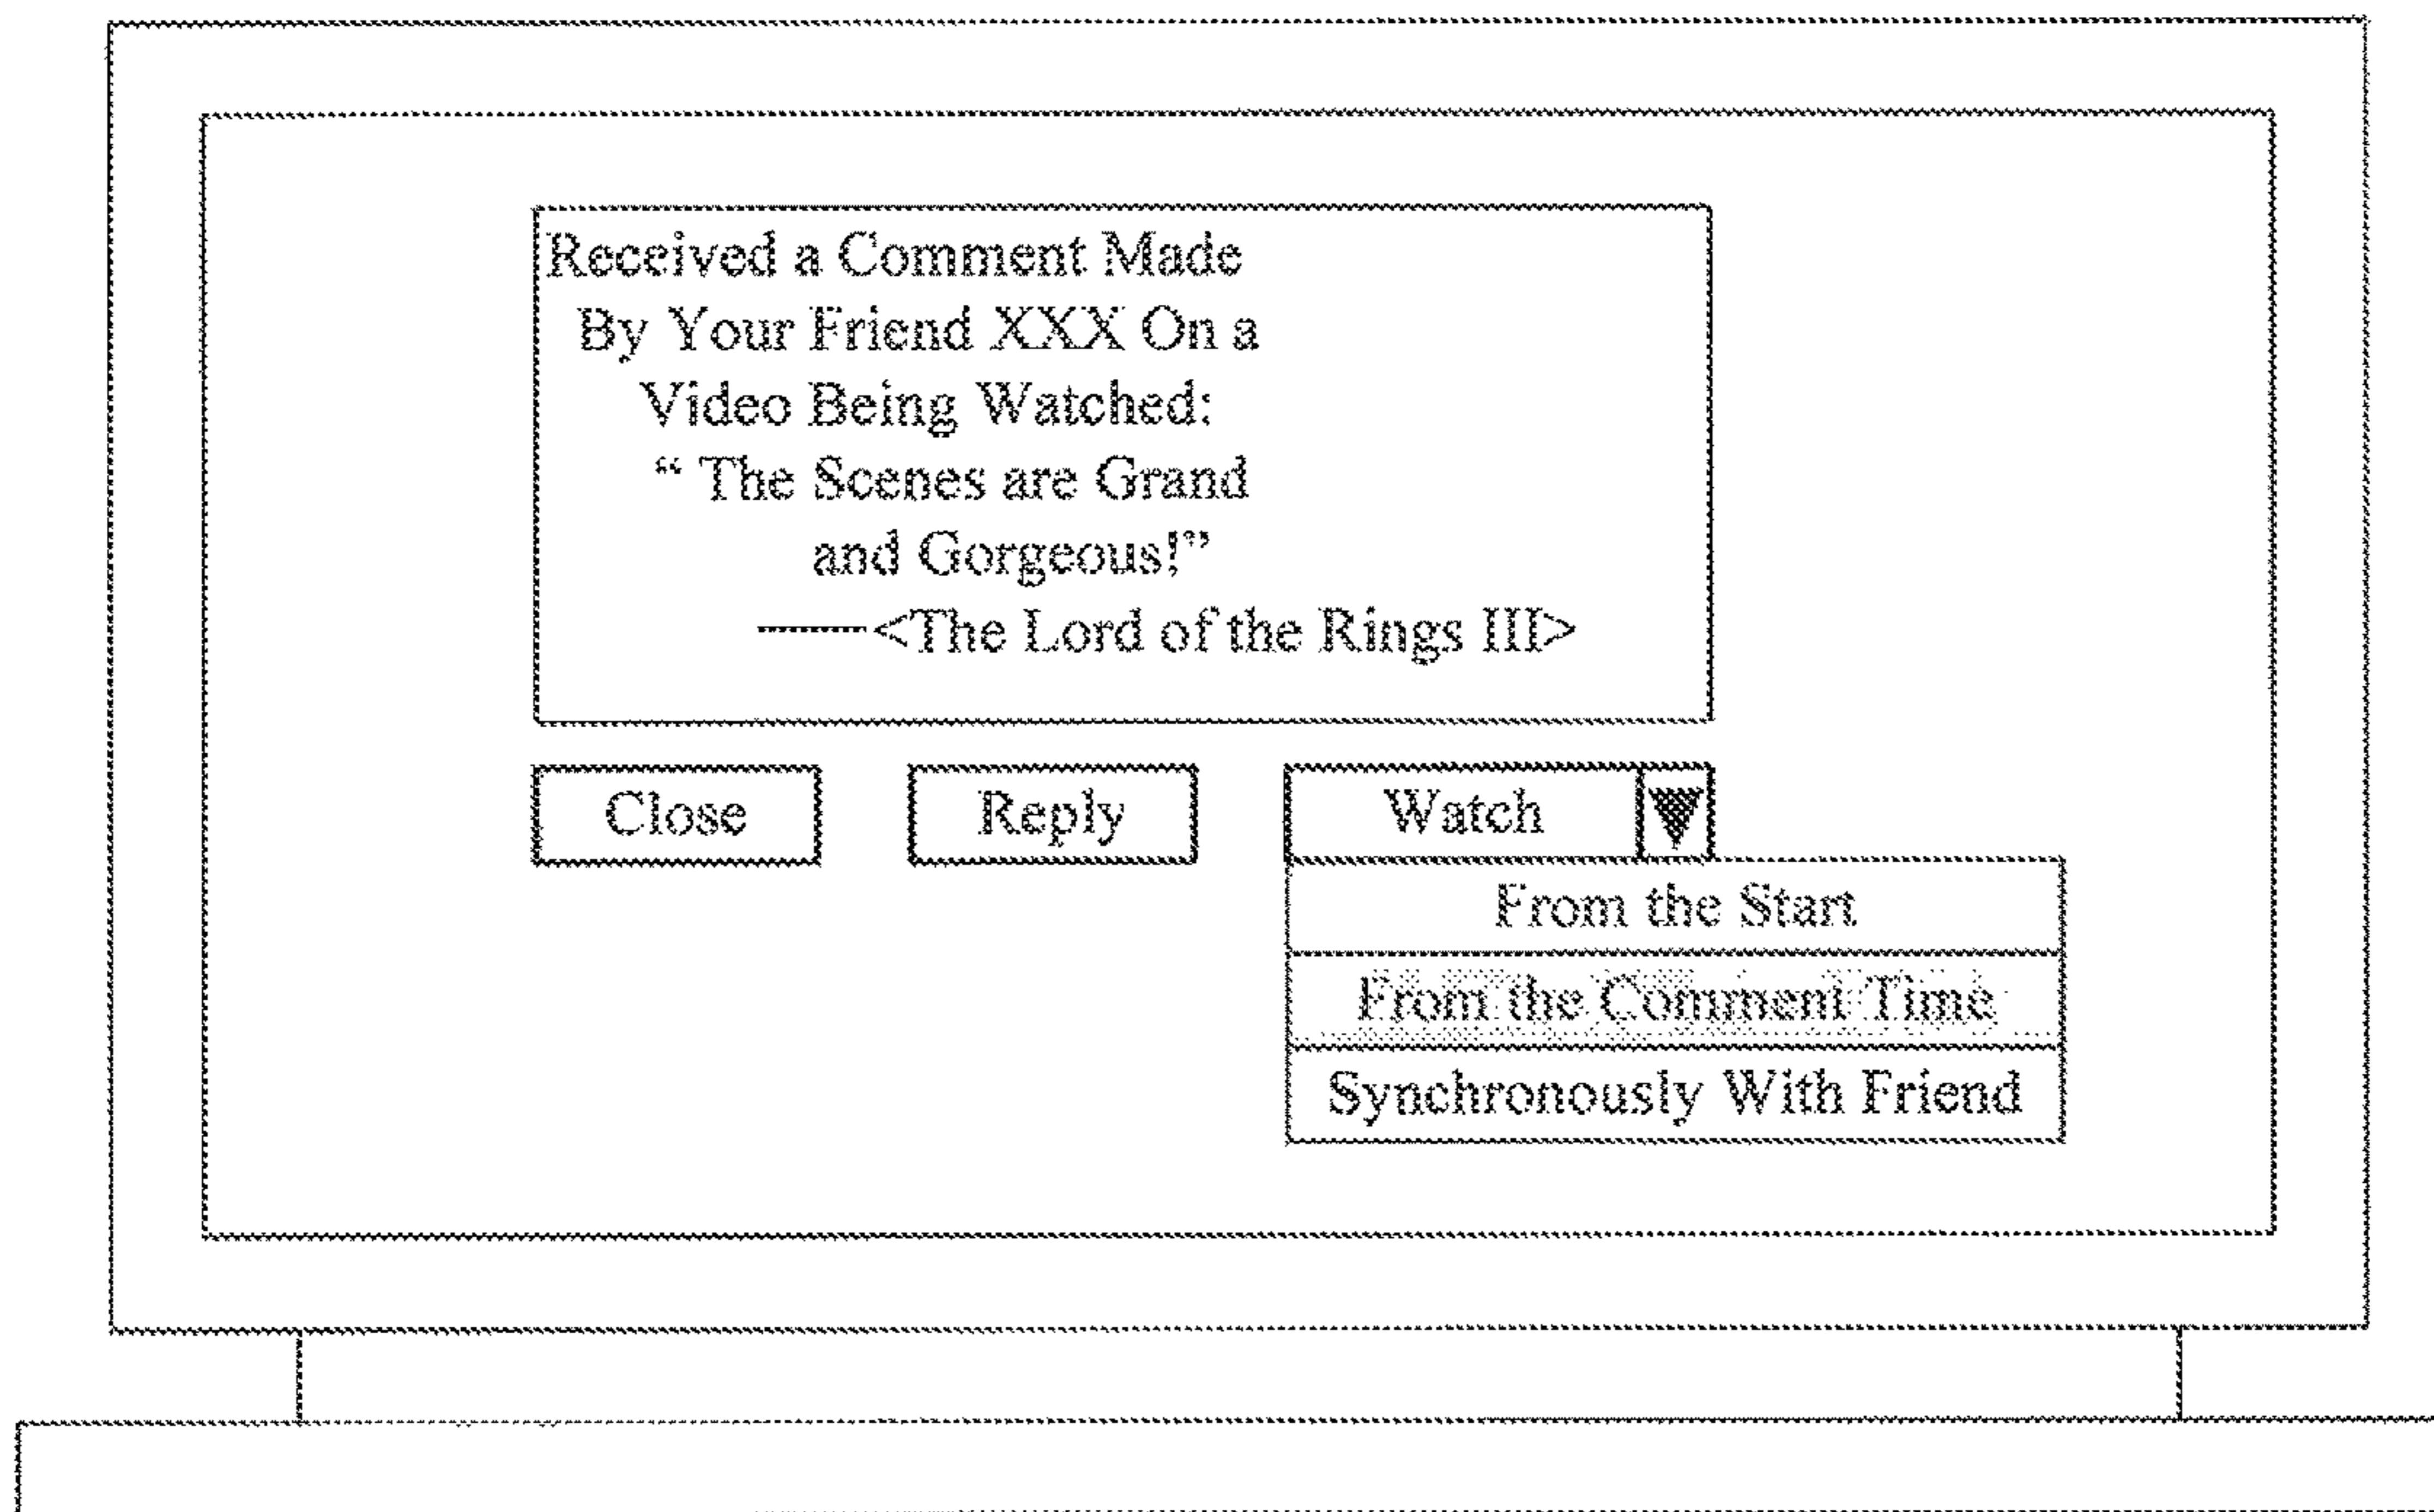 Received a Comment Made
By Your Friend XXX On a
Video Being Watched:
“ The Scenes are Grand
and Gorgeous!”
——<The Lord of the Rings III>
Close
Reply
Watch
From the Start
From the Comment Time
Synchronously With Friend